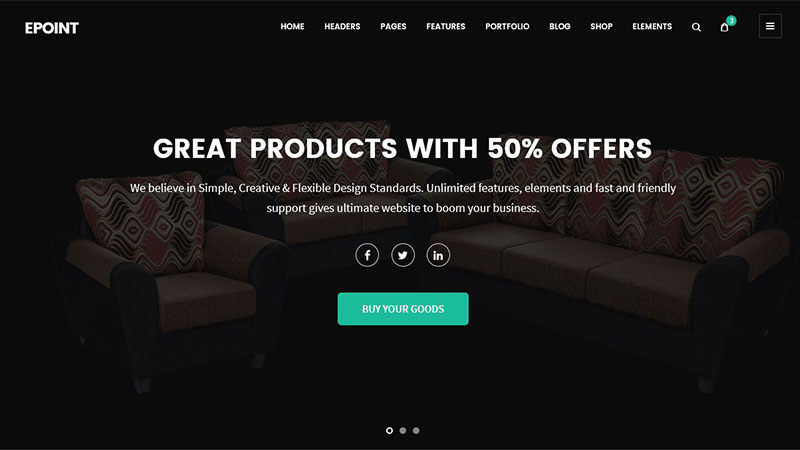 EPOINT
HOME HEADERS PAGES FEATURES PORTFOLIO BLOG SHOP ELEMENTS 3
GREAT PRODUCTS WITH 50% OFFERS
We believe in Simple, Creative & Flexible Design Standards. Unlimited features, elements and fast and friendly
support gives ultimate website to boom your business.
BUY YOUR GOODS